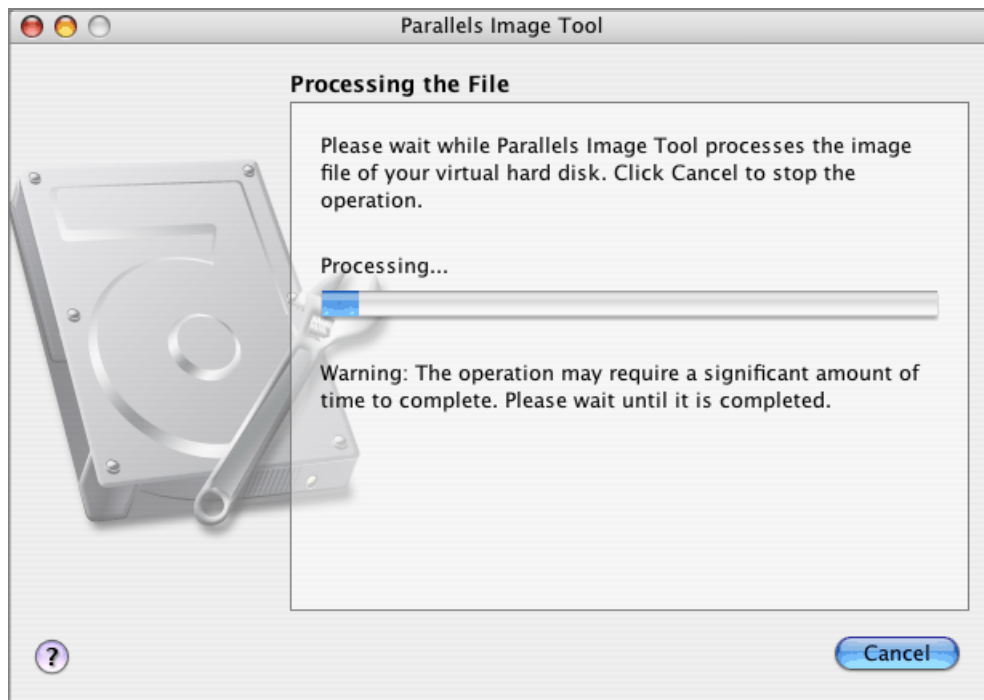 Parallels Image Tool
Processing the File
Please wait while Parallels Image Tool processes the image
file of your virtual hard disk. Click Cancel to stop the
operation.
Processing...
Warning: The operation may require a significant amount of
time to complete. Please wait until it is completed.
?
Cancel